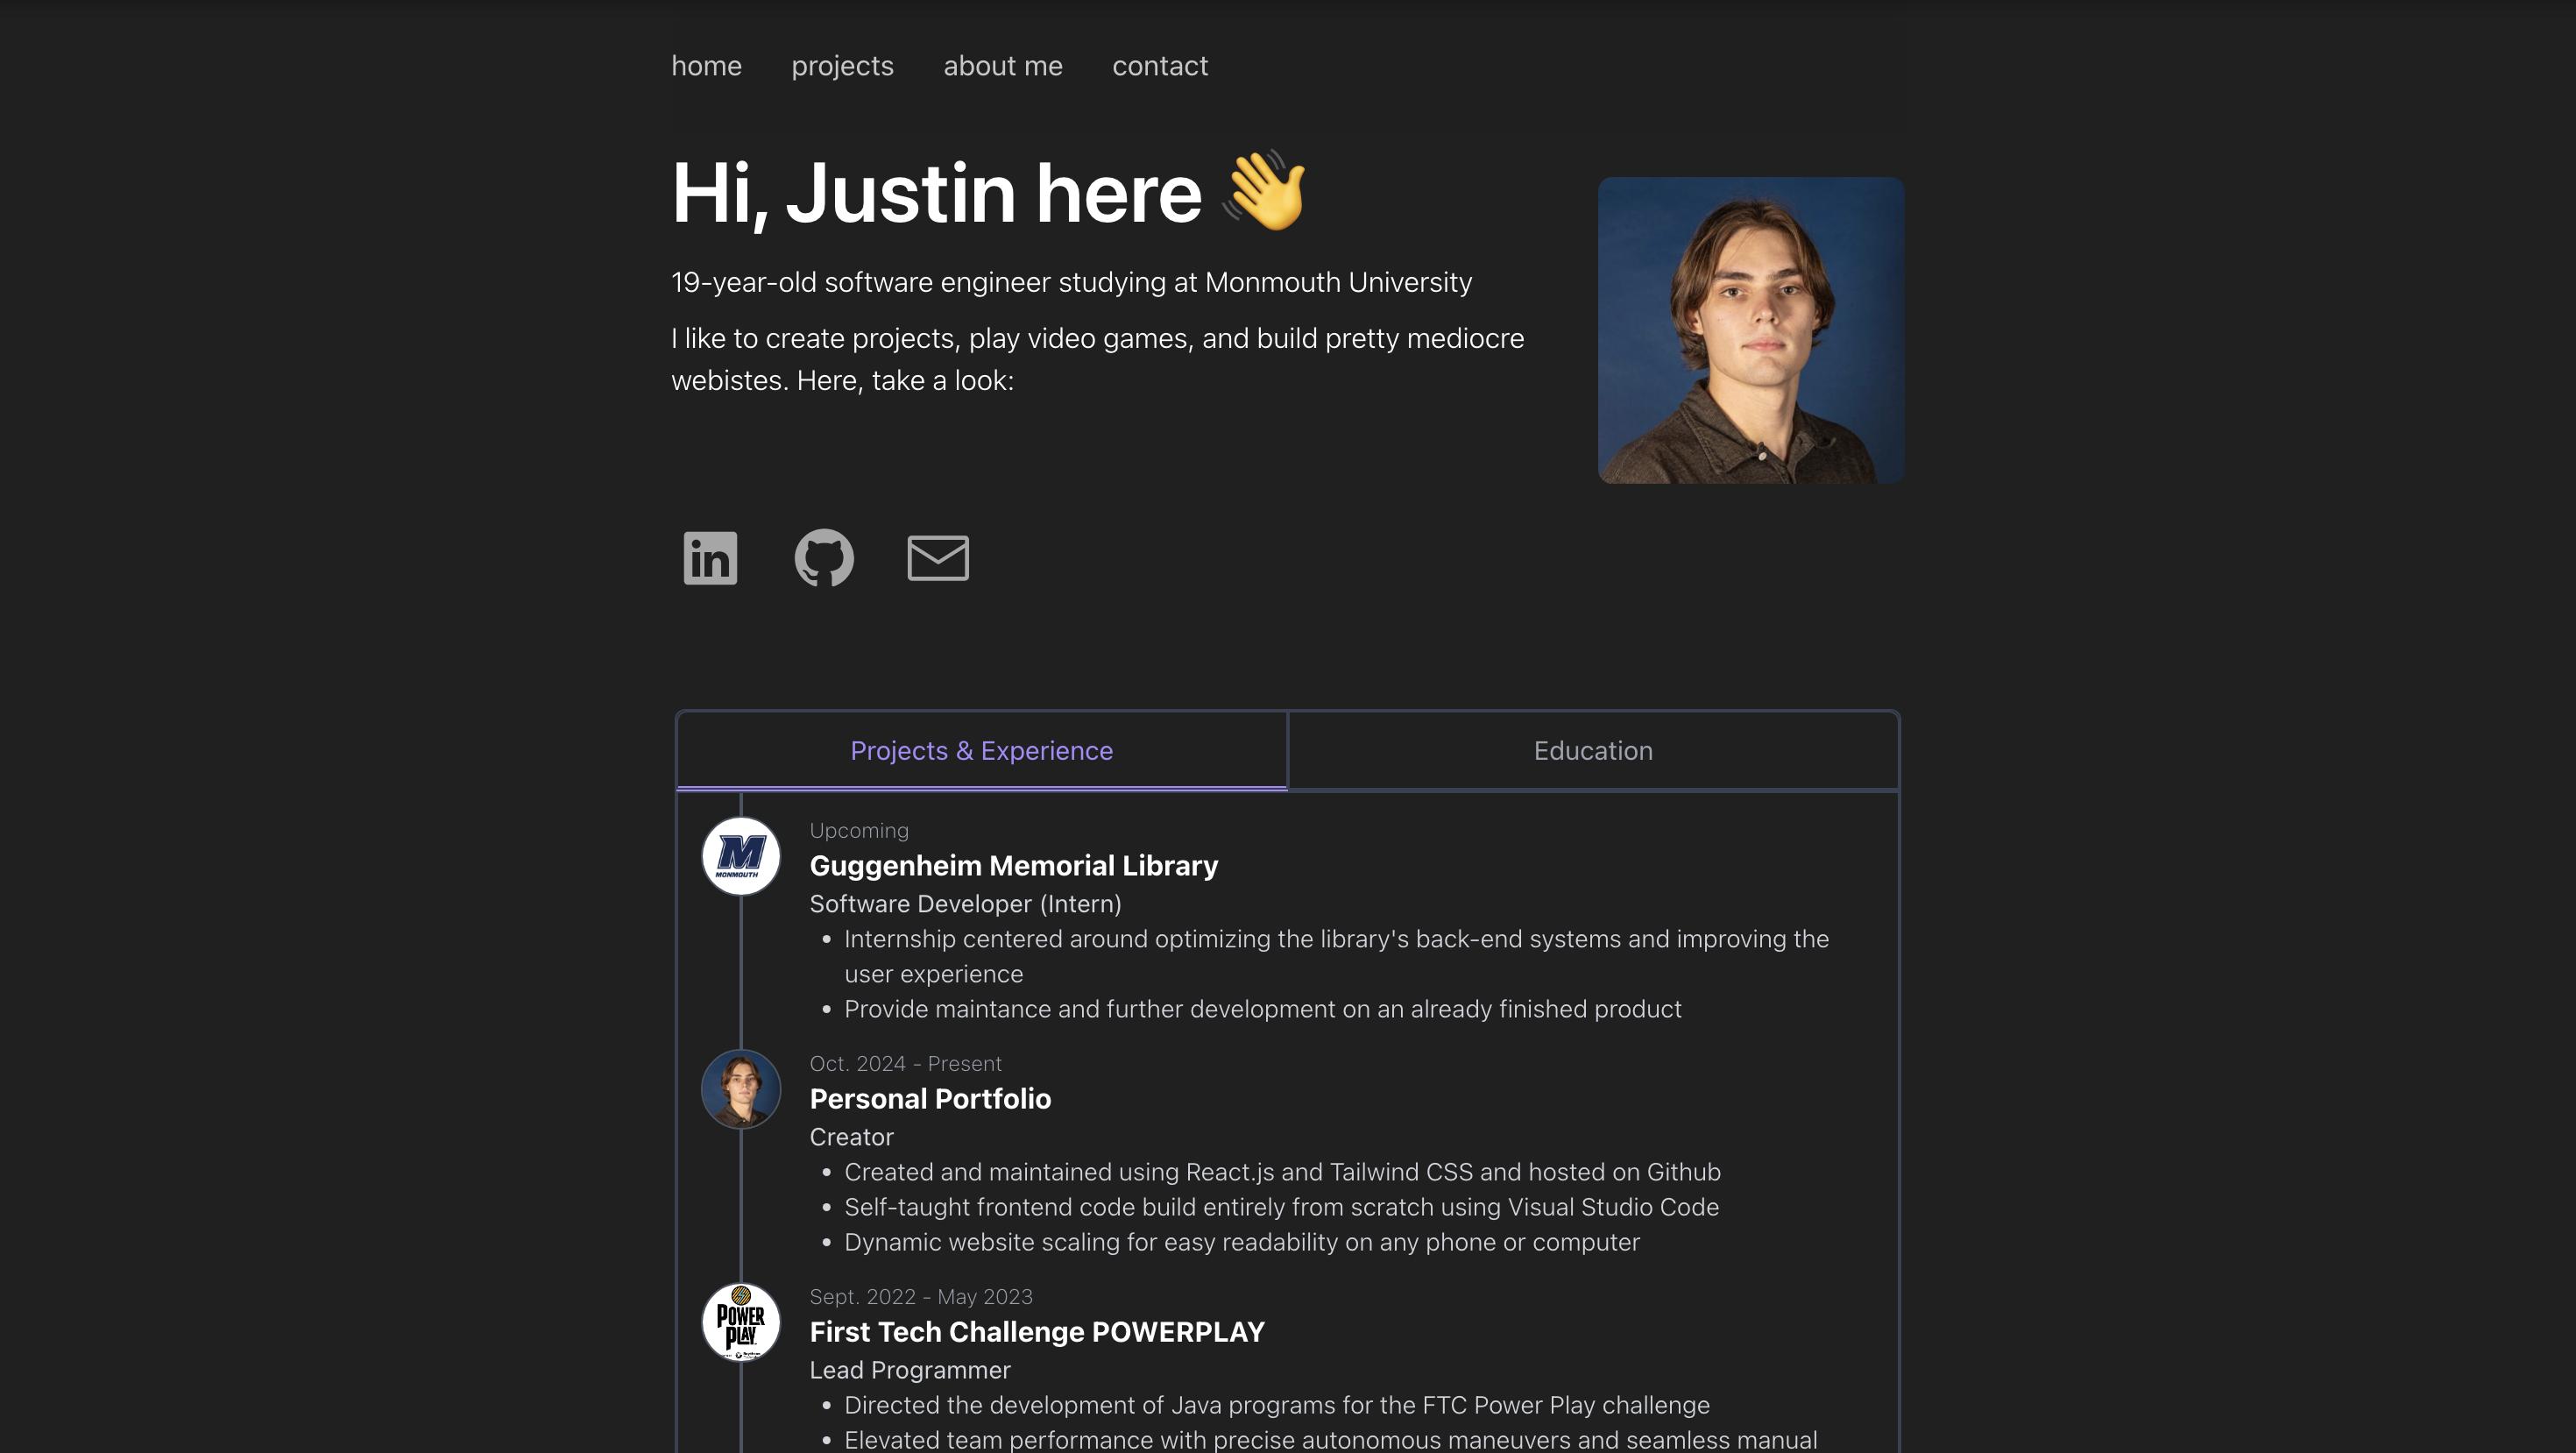 home projects about me contact
Hi, Justin here 👋
19-year-old software engineer studying at Monmouth University
I like to create projects, play video games, and build pretty mediocre
webistes. Here, take a look:
in
Projects & Experience Education
Upcoming
M
MONMOUTH
Guggenheim Memorial Library
Software Developer (Intern)
• Internship centered around optimizing the library's back-end systems and improving the
user experience
• Provide maintance and further development on an already finished product
Oct. 2024 - Present
Personal Portfolio
Creator
• Created and maintained using React.js and Tailwind CSS and hosted on Github
• Self-taught frontend code build entirely from scratch using Visual Studio Code
• Dynamic website scaling for easy readability on any phone or computer
Sept. 2022 - May 2023
POWER
PLAY
First Tech Challenge POWERPLAY
Lead Programmer
• Directed the development of Java programs for the FTC Power Play challenge
• Elevated team performance with precise autonomous maneuvers and seamless manual